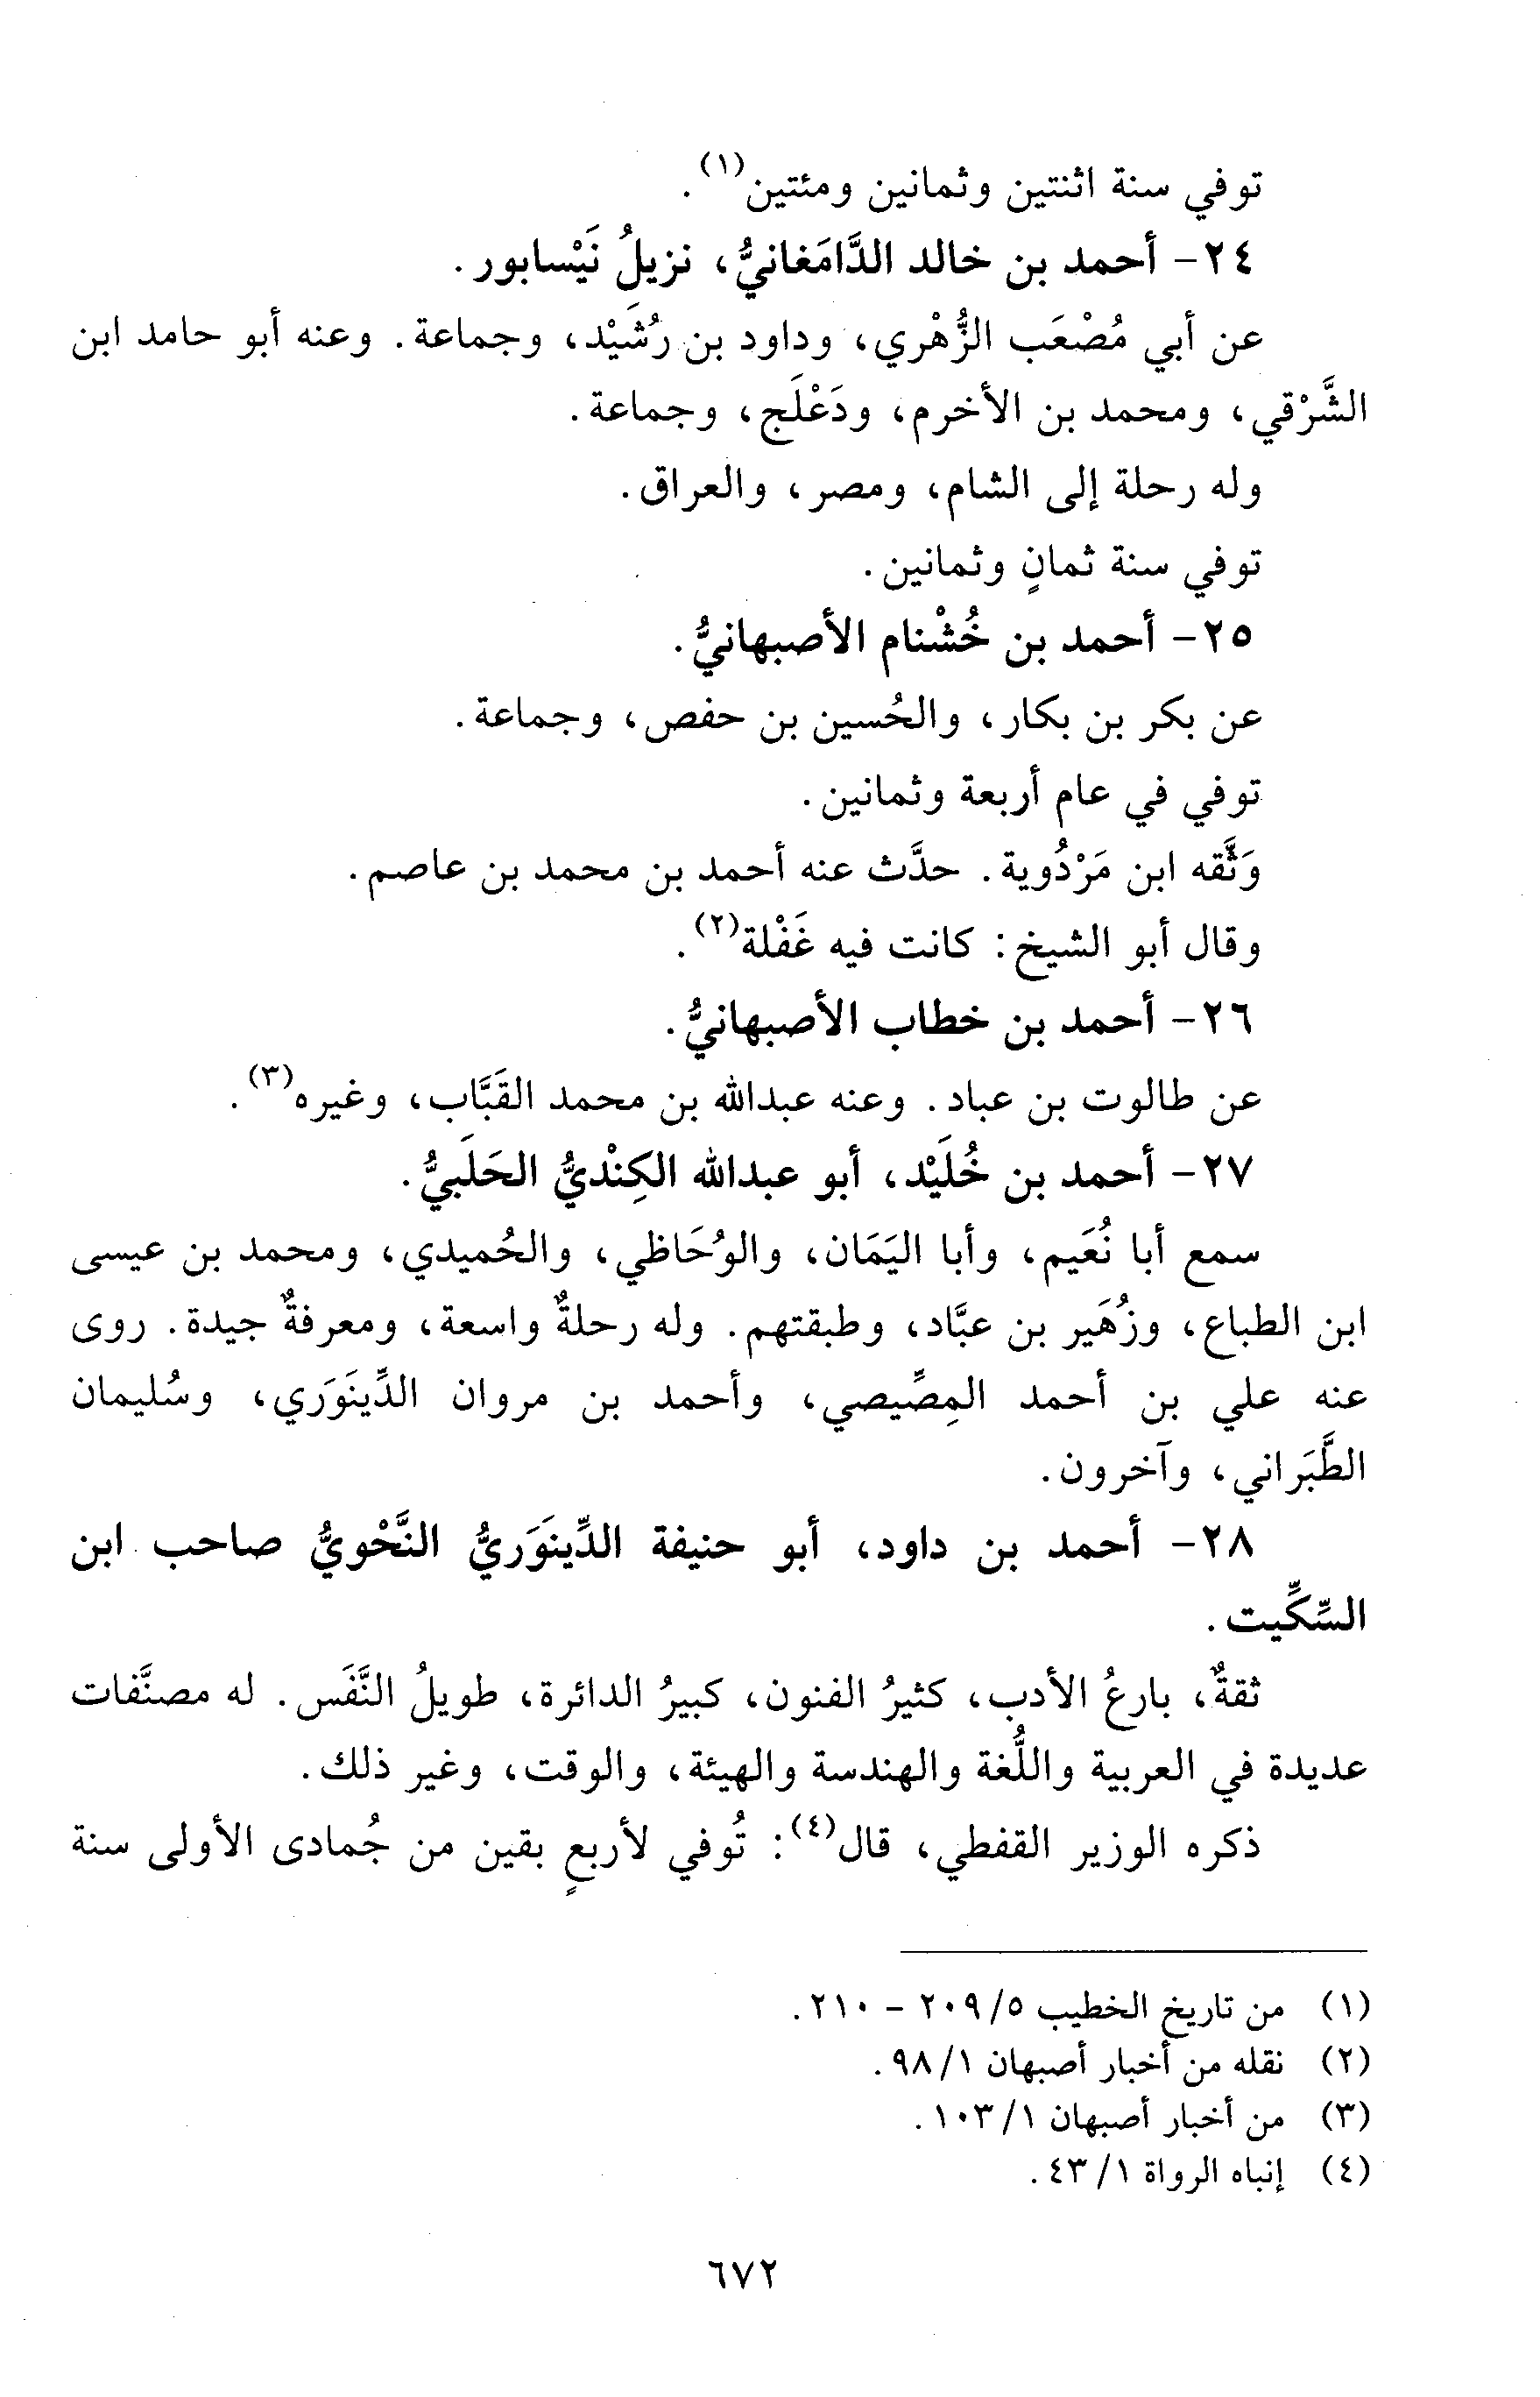 توفي سنة اثنتين وثمانين ومئتين(١).
٢٤- أحمد بن خالد الدَّامَغانيُّ، نزيلُ نَيْسابور.
عن أبي مُصْعَب الزُّهْري، وداود بن رُشَيْد، وجماعة. وعنه أبو حامد ابن
الشَّرْقي، ومحمد بن الأخرم، ودَعْلَج، وجماعة.
وله رحلة إلى الشام، ومصر، والعراق.
توفي سنة ثمانٍ وثمانين.
٢٥- أحمد بن خُشْنام الأصبهانيُّ.
عن بكر بن بكار، والحُسين بن حفص، وجماعة.
توفي في عام أربعة وثمانين.
وَثَّقه ابن مَرْدُوية. حدَّث عنه أحمد بن محمد بن عاصم.
وقال أبو الشيخ: كانت فيه غَفْلة(٢).
٢٦- أحمد بن خطاب الأصبهانيُّ.
عن طالوت بن عباد. وعنه عبدالله بن محمد القَبَّاب، وغيره(٣).
٢٧- أحمد بن خُلَيْد، أبو عبدالله الكِنْديُّ الحَلَبيُّ.
سمع أبا نُعَيم، وأبا اليَمَان، والوُحَاظي، والحُميدي، ومحمد بن عيسى
ابن الطباع، وزُهَير بن عبَّاد، وطبقتهم. وله رحلةٌ واسعة، ومعرفةٌ جيدة. روى
عنه علي بن أحمد المِصِّيصي، وأحمد بن مروان الدِّينَوَري، وسُليمان
الطَّبَراني، وآخرون.
٢٨- أحمد بن داود، أبو حنيفة الدِّينَوَريُّ النَّحْويُّ صاحب ابن
السِّكِّيت.
ثقةٌ، بارعُ الأدب، كثيرُ الفنون، كبيرُ الدائرة، طويلُ النَّفَس. له مصنَّفات
عديدة في العربية واللُّغة والهندسة والهيئة، والوقت، وغير ذلك.
ذكره الوزير القفطي، قال(٤): تُوفي لأربعٍ بقين من جُمادى الأولى سنة
(١) من تاريخ الخطيب ٥/ ٢٠٩ - ٢١٠.
(٢) نقله من أخبار أصبهان ١/ ٩٨.
(٣) من أخبار أصبهان ١/ ١٠٣.
(٤) إنباه الرواة ١/ ٤٣.
٦٧٢